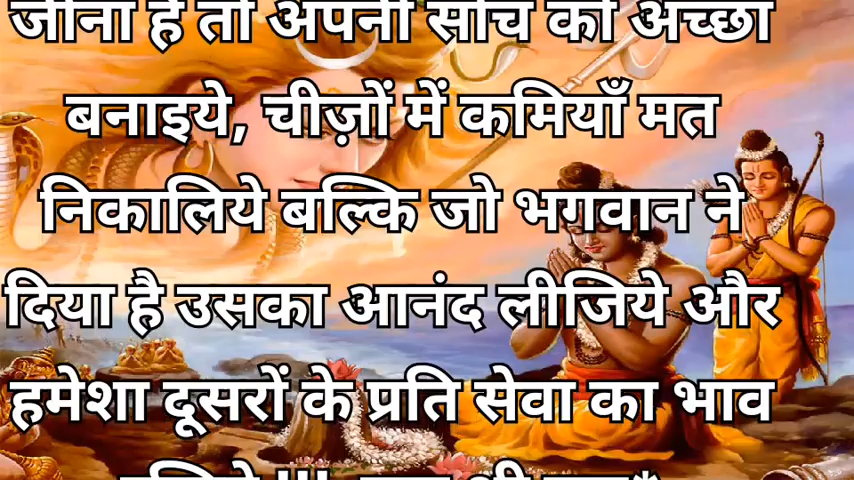 जीना है तो अपनी सोच को अच्छा
बनाइये, चीज़ों में कमियाँ मत
निकालिये बल्कि जो भगवान ने
दिया है उसका आनंद लीजिये और
हमेशा दूसरों के प्रति सेवा का भाव